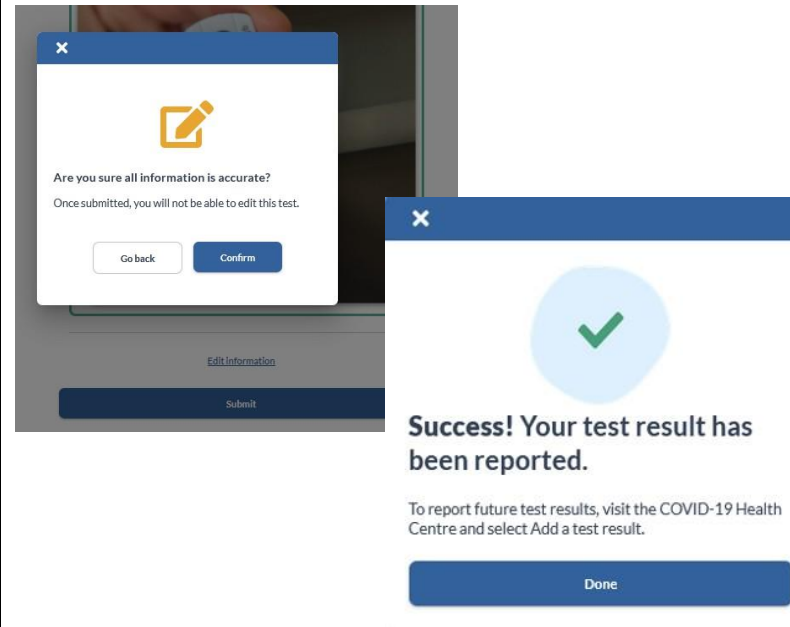 Are you sure all information is accurate?
Once submitted, you will not be able to edit this test.
Go back
Confirm
Edit information
Submit
Success! Your test result has
been reported.
To report future test results, visit the COVID-19 Health
Centre and select Add a test result.
Done